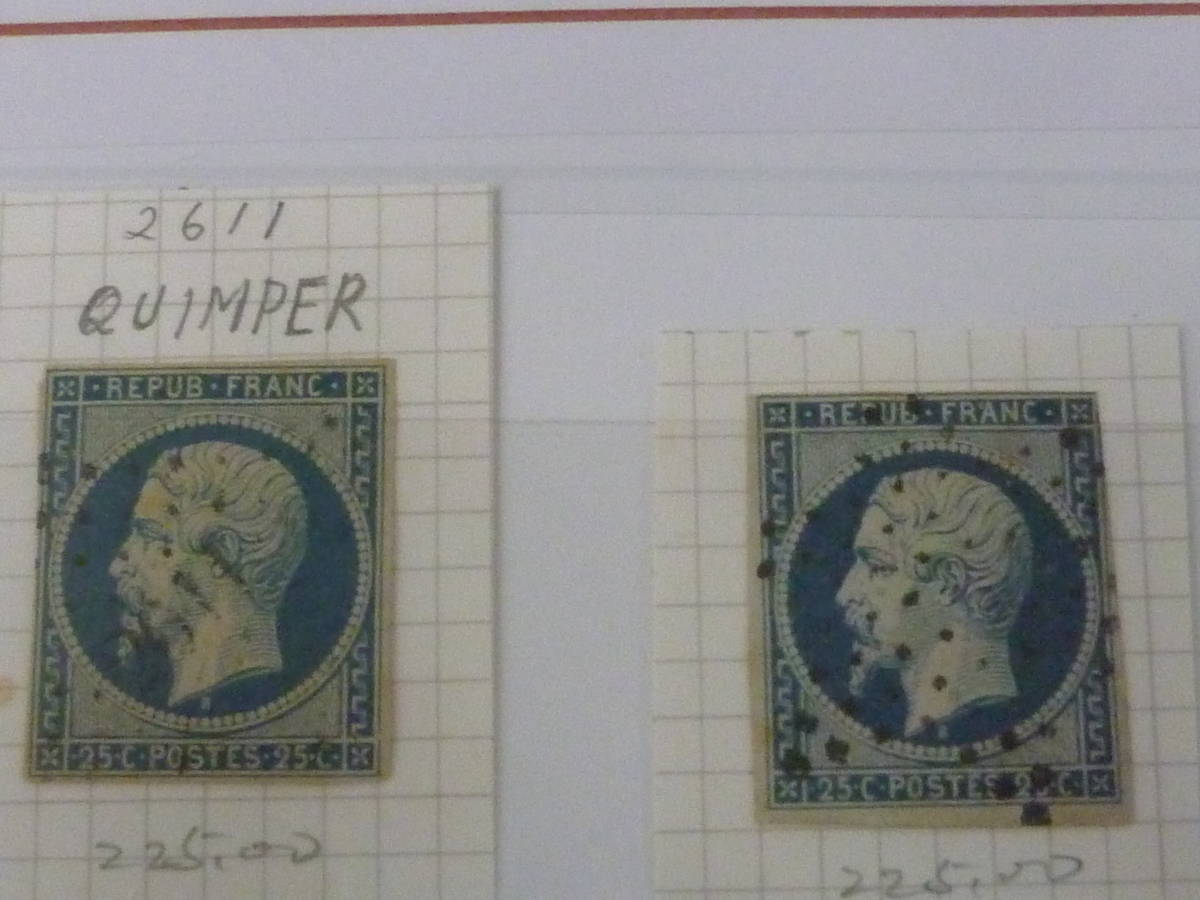 2611
QUIMPER
· REPUB · FRANC ·
25 · C · POSTES · 25 · C ·
225.00
· REPUB · FRANC ·
25 · C · POSTES 25 · C ·
225.00